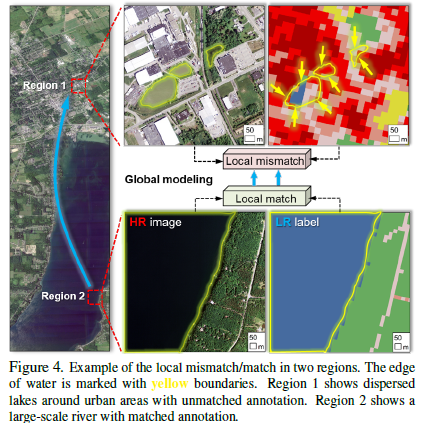 Region 1
50
m
50
m
Local mismatch
Global modeling
Local match
HR image
LR label
Region 2
50
m
50
m
Figure 4. Example of the local mismatch/match in two regions. The edge
of water is marked with yellow boundaries. Region 1 shows dispersed
lakes around urban areas with unmatched annotation. Region 2 shows a
large-scale river with matched annotation.